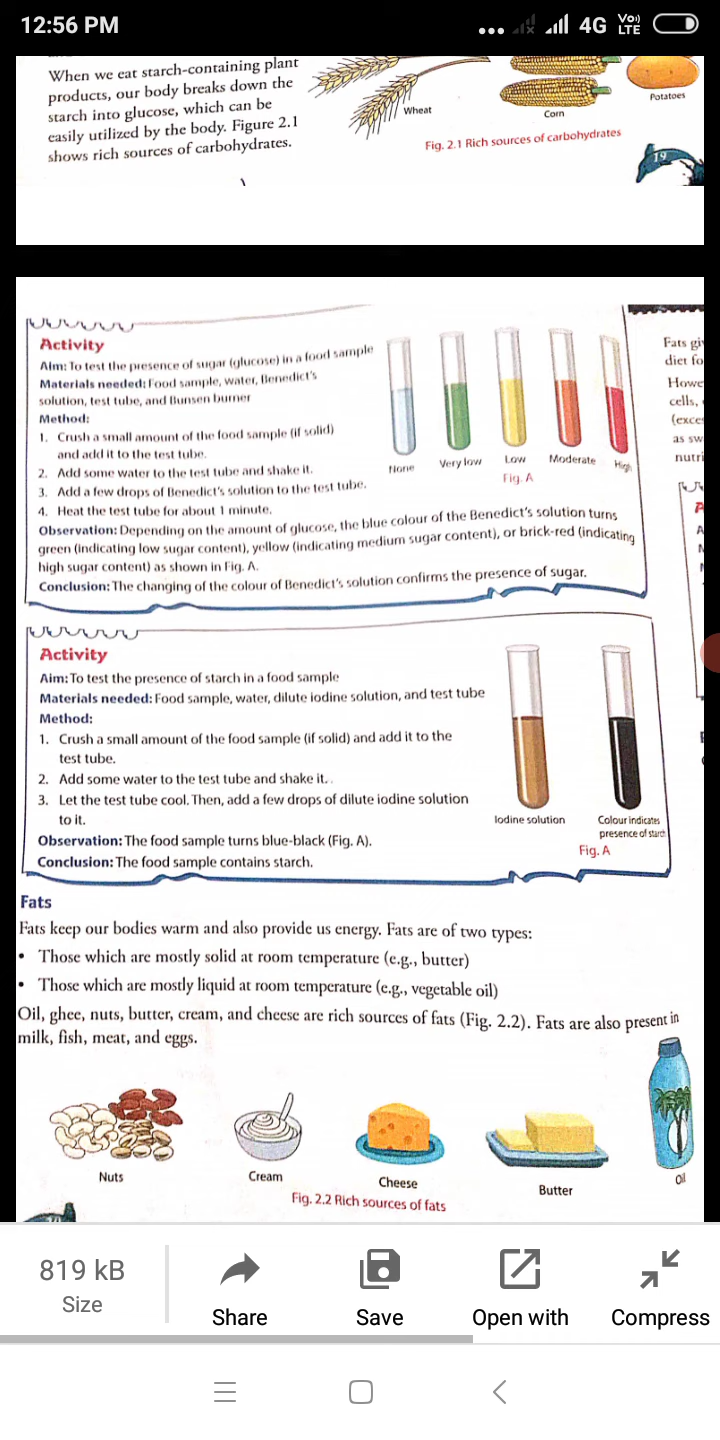 12:56 PM
4G Vo)) LTE
When we eat starch-containing plant
products, our body breaks down the
starch into glucose, which can be
easily utilized by the body. Figure 2.1
shows rich sources of carbohydrates.
Wheat
Corn
Potatoes
Fig. 2.1 Rich sources of carbohydrates
19
Activity
Aim: To test the presence of sugar (glucose) in a food sample
Materials needed: Food sample, water, Benedict's
solution, test tube, and Bunsen burner
Method:
1. Crush a small amount of the food sample (if solid)
and add it to the test tube.
2. Add some water to the test tube and shake it.
3. Add a few drops of Benedict's solution to the test tube.
4. Heat the test tube for about 1 minute.
None
Very low
Low
Moderate
High
Fig. A
Observation: Depending on the amount of glucose, the blue colour of the Benedict's solution turns
green (indicating low sugar content), yellow (indicating medium sugar content), or brick-red (indicating
high sugar content) as shown in Fig. A.
Conclusion: The changing of the colour of Benedict's solution confirms the presence of sugar.
Fats gi
diet fo
Howe
cells,
(exce
as sw
nutri
Activity
Aim: To test the presence of starch in a food sample
Materials needed: Food sample, water, dilute iodine solution, and test tube
Method:
1. Crush a small amount of the food sample (if solid) and add it to the
test tube.
2. Add some water to the test tube and shake it.
3. Let the test tube cool. Then, add a few drops of dilute iodine solution
to it.
Observation: The food sample turns blue-black (Fig. A).
Conclusion: The food sample contains starch.
Iodine solution
Colour indicates
presence of starch
Fig. A
Fats
Fats keep our bodies warm and also provide us energy. Fats are of two types:
• Those which are mostly solid at room temperature (e.g., butter)
• Those which are mostly liquid at room temperature (e.g., vegetable oil)
Oil, ghee, nuts, butter, cream, and cheese are rich sources of fats (Fig. 2.2). Fats are also present in
milk, fish, meat, and eggs.
Nuts
Cream
Cheese
Butter
Oil
Fig. 2.2 Rich sources of fats
819 kB
Size
Share
Save
Open with
Compress